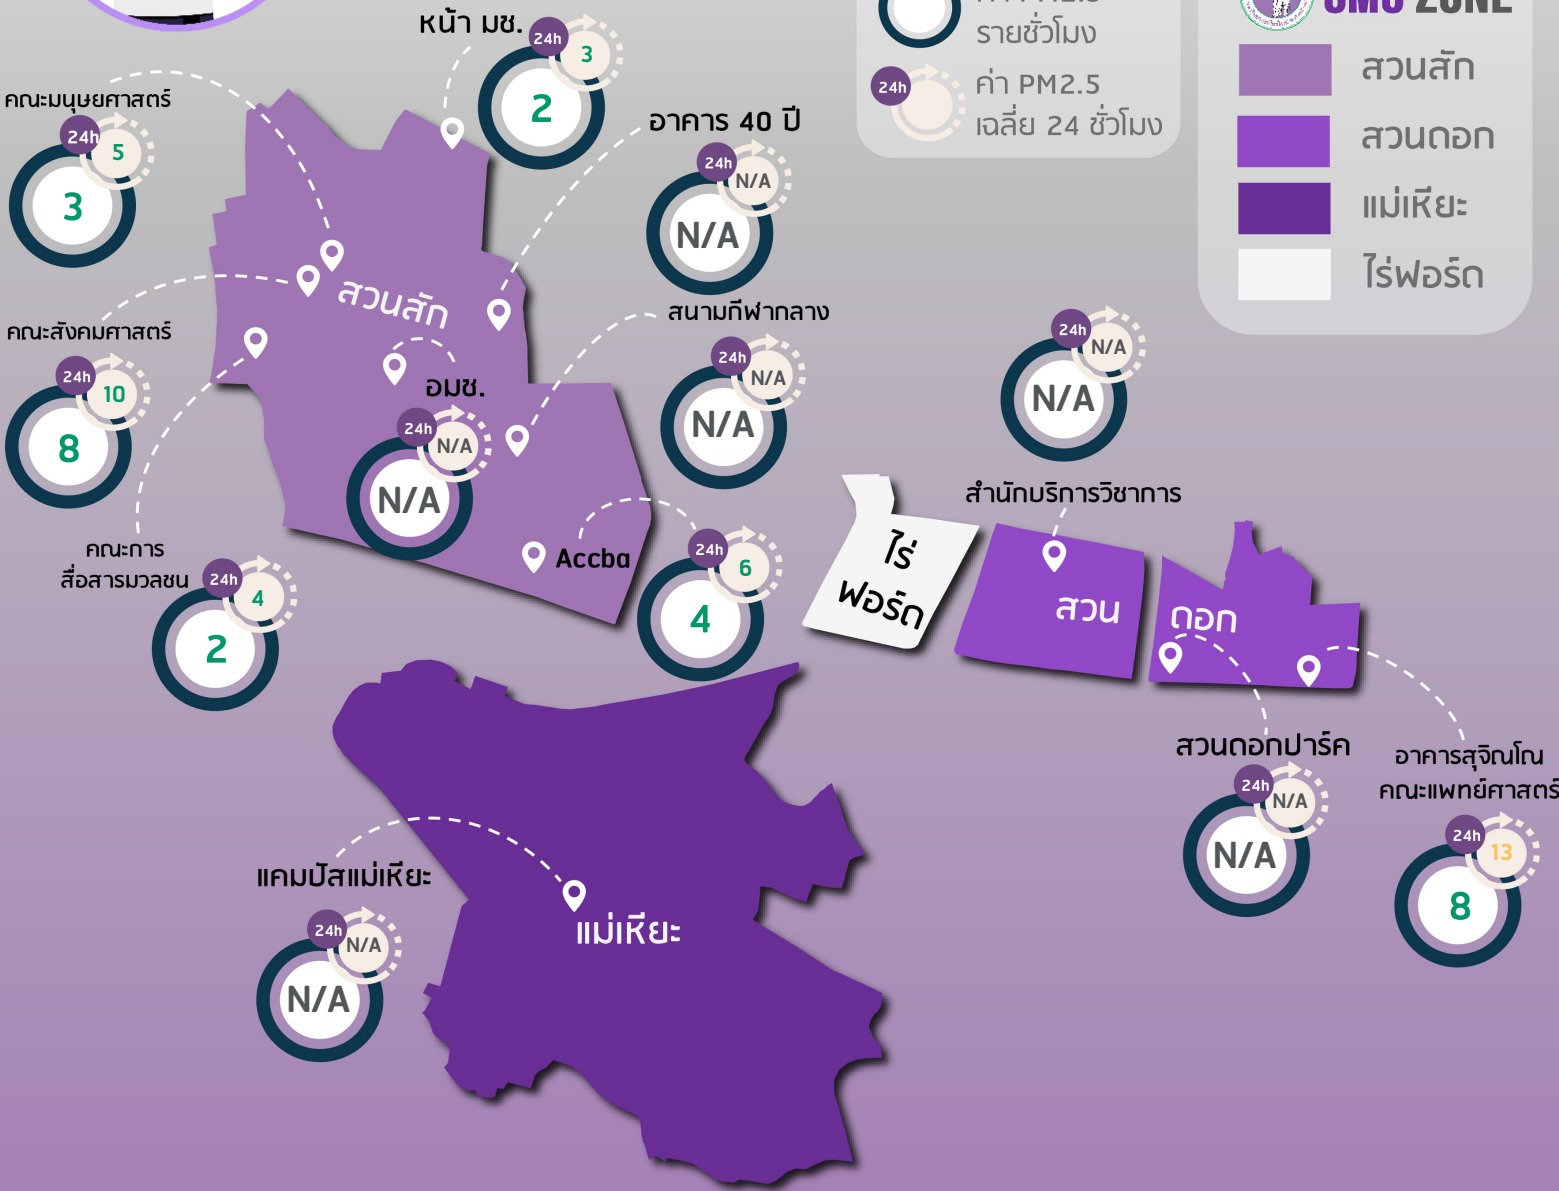 หน้า มช.
24h
3
2
รายชั่วโมง
24h
ค่า PM2.5
เฉลี่ย 24 ชั่วโมง
ZONE
สวนสัก
สวนดอก
แม่เหียะ
ไร่ฟอร์ด
คณะมนุษยศาสตร์
24h
5
3
อาคาร 40 ปี
24h
N/A
N/A
สวนสัก
คณะสังคมศาสตร์
24h
10
8
สนามกีฬากลาง
24h
N/A
N/A
อมช.
24h
N/A
N/A
24h
N/A
N/A
สำนักบริการวิชาการ
คณะการ
สื่อสารมวลชน
24h
4
2
Accba
24h
6
4
ไร่
ฟอร์ด
สวน
ดอก
สวนดอกปาร์ค
24h
N/A
N/A
อาคารสุจิณโณ
คณะแพทย์ศาสตร์
24h
13
8
แคมปัสแม่เหียะ
24h
N/A
N/A
แม่เหียะ